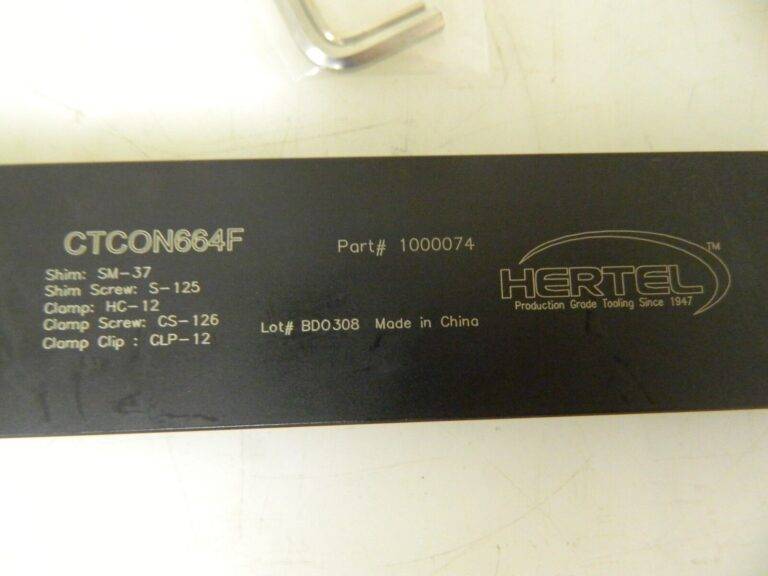 CTCON664F
Shim: SM-37
Shim Screw: S-125
Clamp: HC-12
Clamp Screw: CS-126
Clamp Clip : CLP-12
Part# 1000074
Lot# BD0308 Made in China
HERTEL™
Production Grade Tooling Since 1947